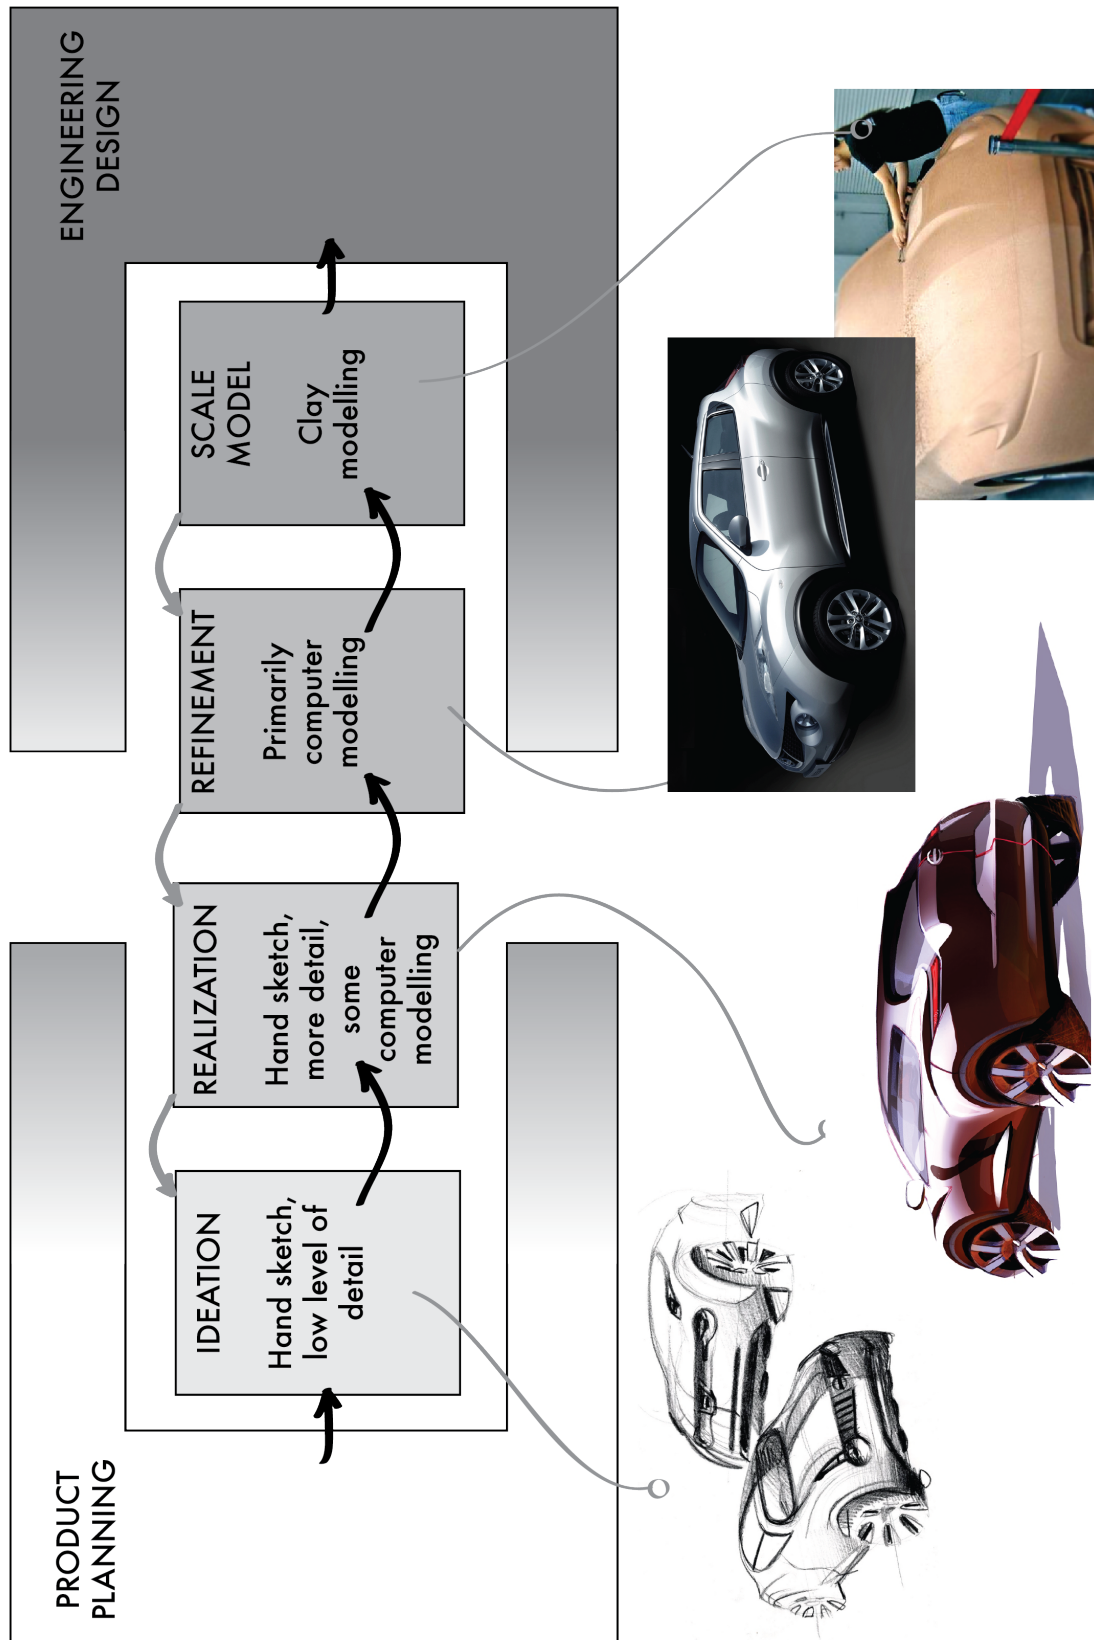 PRODUCT
PLANNING
IDEATION
Hand sketch,
low level of
detail
REALIZATION
Hand sketch,
more detail,
some
computer
modelling
REFINEMENT
Primarily
computer
modelling
SCALE
MODEL
Clay
modelling
ENGINEERING
DESIGN